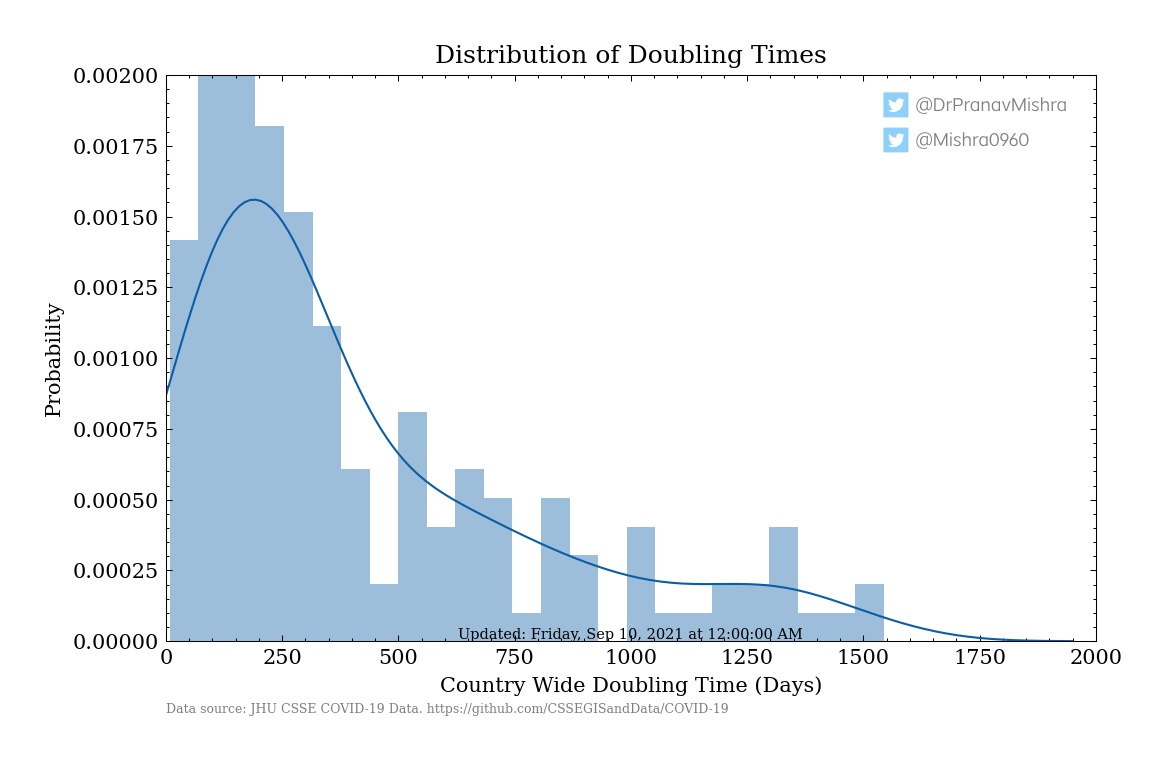 Distribution of Doubling Times
0.00200
0.00175
0.00150
0.00125
0.00100
0.00075
0.00050
0.00025
0.00000
Probability
@DrPranavMishra
@Mishra0960
Updated: Friday, Sep 10, 2021 at 12:00:00 AM
0 250 500 750 1000 1250 1500 1750 2000
Country Wide Doubling Time (Days)
Data source: JHU CSSE COVID-19 Data. https://github.com/CSSEGISandData/COVID-19